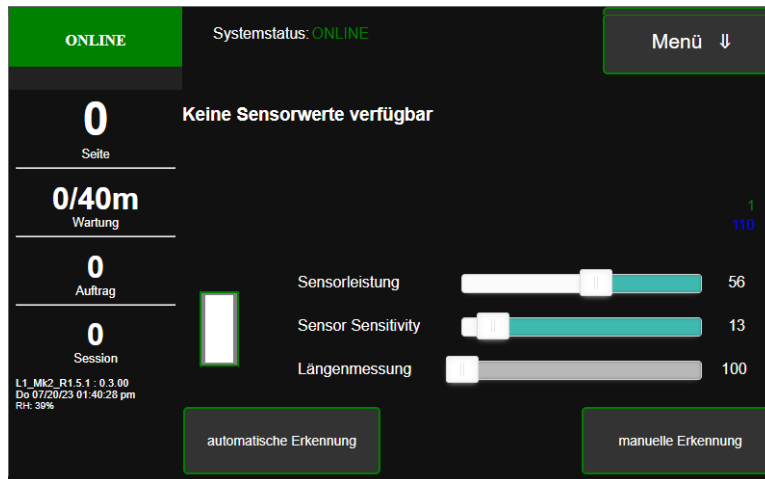 ONLINE
Systemstatus: ONLINE
Menü ⇓
0
Seite
Keine Sensorwerte verfügbar
0/40m
Wartung
1
110
0
Auftrag
Sensorleistung 56
Sensor Sensitivity 13
0
Session
Längenmessung 100
L1_Mk2_R1.5.1 : 0.3.00
Do 07/20/23 01:40:28 pm
RH: 39%
automatische Erkennung
manuelle Erkennung